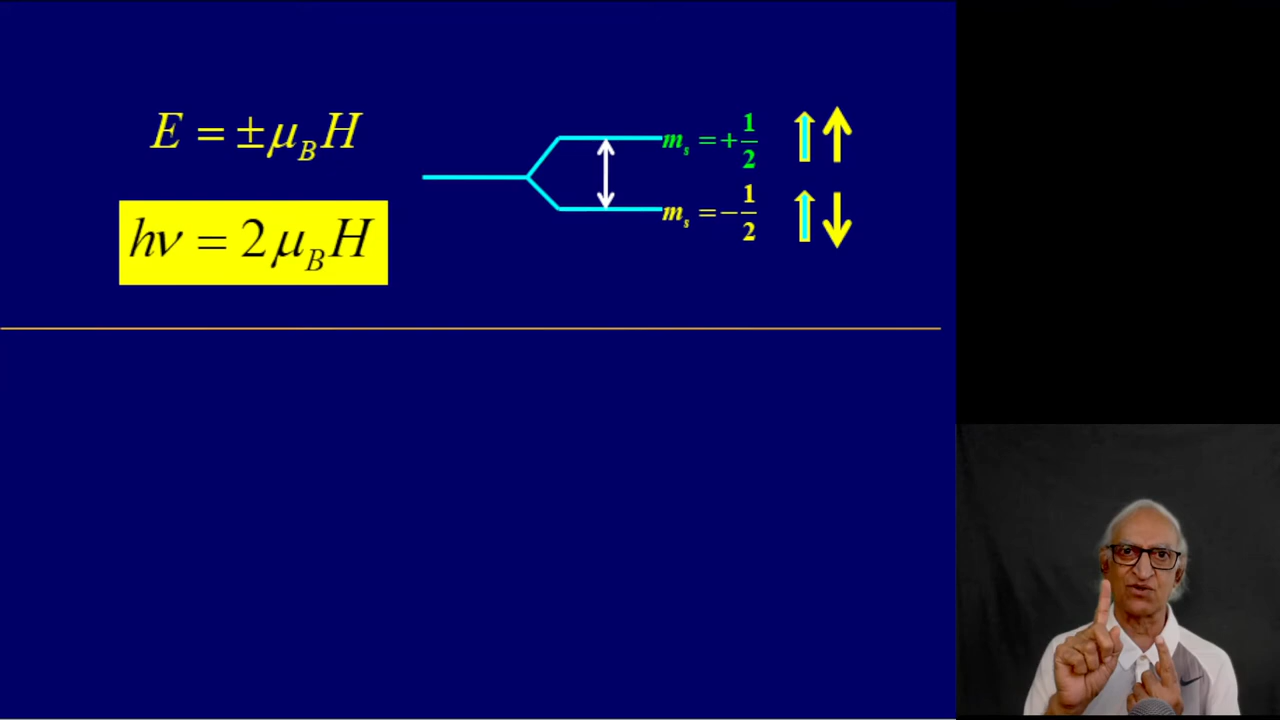 E = ±μ_B H
m_s = +1/2
m_s = −1/2
hν = 2μ_B H